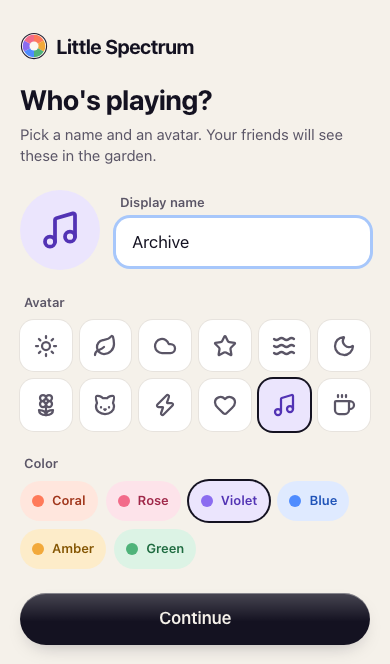 Little Spectrum
Who's playing?
Pick a name and an avatar. Your friends will see
these in the garden.
Display name
Archive
Avatar
Color
Coral
Rose
Violet
Blue
Amber
Green
Continue